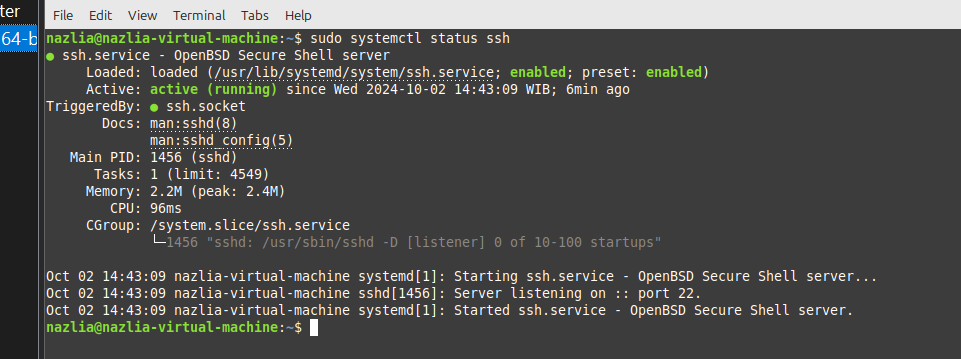 ter
64-b
File Edit View Terminal Tabs Help
nazlia@nazlia-virtual-machine:~$ sudo systemctl status ssh
● ssh.service - OpenBSD Secure Shell server
Loaded: loaded (/usr/lib/systemd/system/ssh.service; enabled; preset: enabled)
Active: active (running) since Wed 2024-10-02 14:43:09 WIB; 6min ago
TriggeredBy: ● ssh.socket
Docs: man:sshd(8)
man:sshd_config(5)
Main PID: 1456 (sshd)
Tasks: 1 (limit: 4549)
Memory: 2.2M (peak: 2.4M)
CPU: 96ms
CGroup: /system.slice/ssh.service
└─1456 "sshd: /usr/sbin/sshd -D [listener] 0 of 10-100 startups"
Oct 02 14:43:09 nazlia-virtual-machine systemd[1]: Starting ssh.service - OpenBSD Secure Shell server...
Oct 02 14:43:09 nazlia-virtual-machine sshd[1456]: Server listening on :: port 22.
Oct 02 14:43:09 nazlia-virtual-machine systemd[1]: Started ssh.service - OpenBSD Secure Shell server.
nazlia@nazlia-virtual-machine:~$